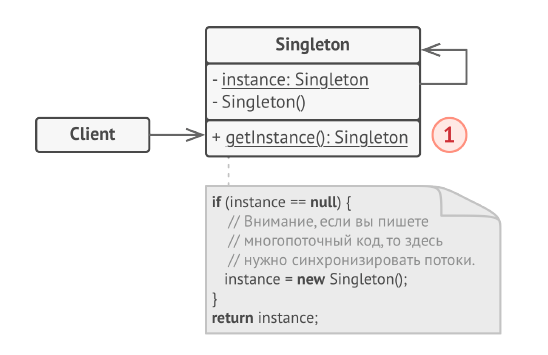 Singleton
- instance: Singleton
- Singleton()
Client
+ getInstance(): Singleton
1
if (instance == null) {
// Внимание, если вы пишете
// многопоточный код, то здесь
// нужно синхронизировать потоки.
instance = new Singleton();
}
return instance;